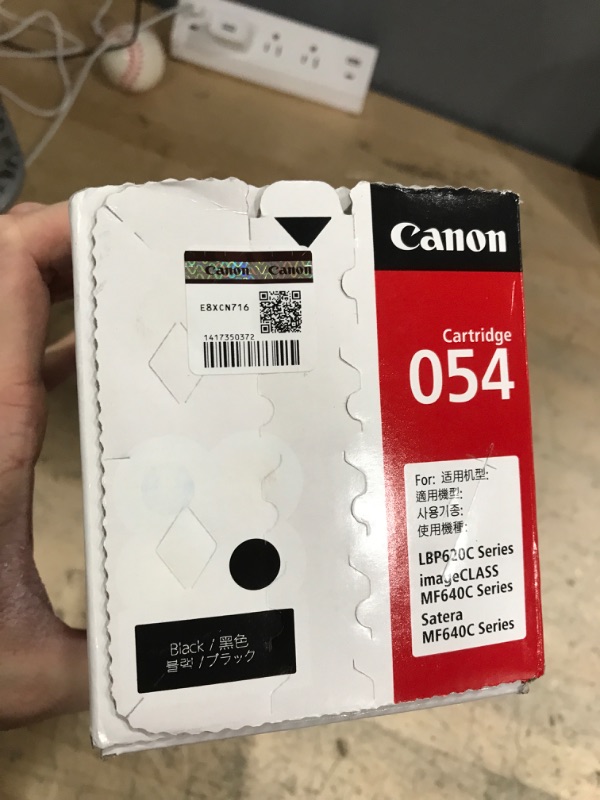 Canon Canon
E8XCN716
1417350372
Canon
Cartridge
054
For: 适用机型:
適用機型:
사용기종:
使用機種:
LBP620C Series
imageCLASS
MF640C Series
Satera
MF640C Series
Black / 黑色
블랙 / ブラック